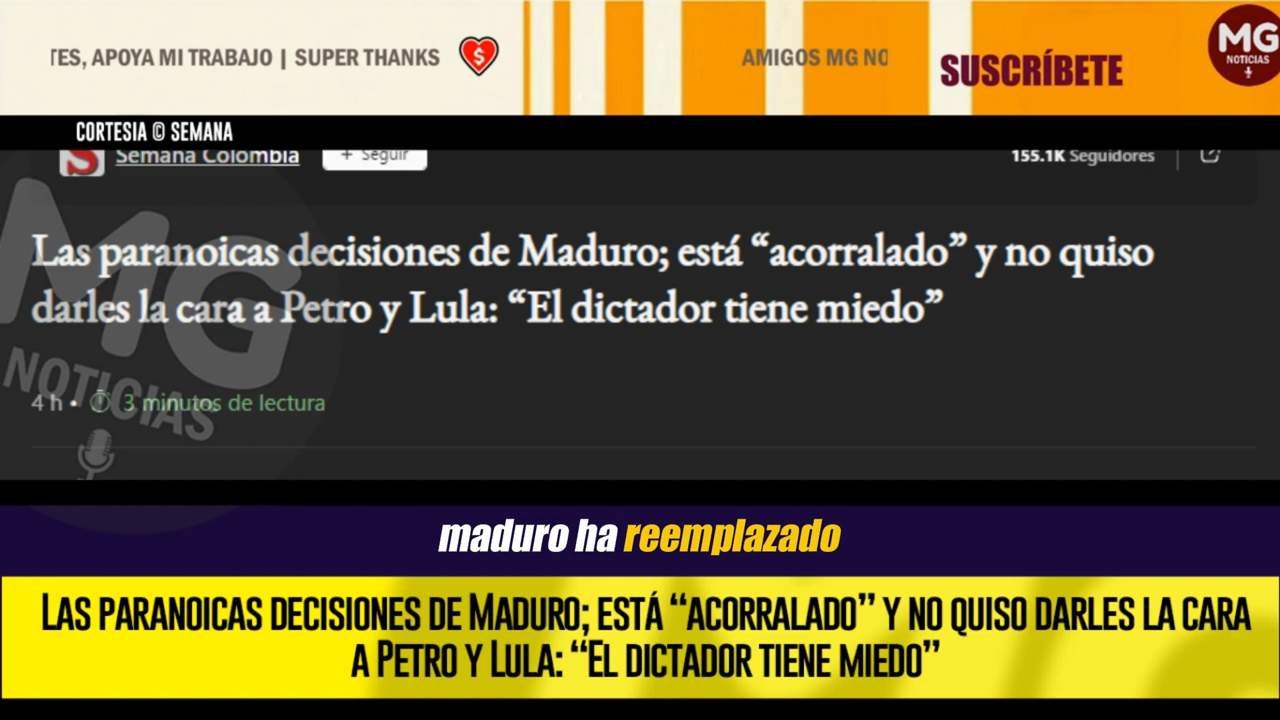 TES, APOYA MI TRABAJO | SUPER THANKS
AMIGOS MG NO
SUSCRÍBETE
MG
NOTICIAS
CORTESIA © SEMANA
Semana Colombia
+ Seguir
155.1K Seguidores
Las paranoicas decisiones de Maduro; está “acorralado” y no quiso
darles la cara a Petro y Lula: “El dictador tiene miedo”
MG
NOTICIAS
4 h • 3 minutos de lectura
maduro ha reemplazado
LAS PARANOICAS DECISIONES DE MADURO; ESTÁ “ACORRALADO” Y NO QUISO DARLES LA CARA
A PETRO Y LULA: “EL DICTADOR TIENE MIEDO”